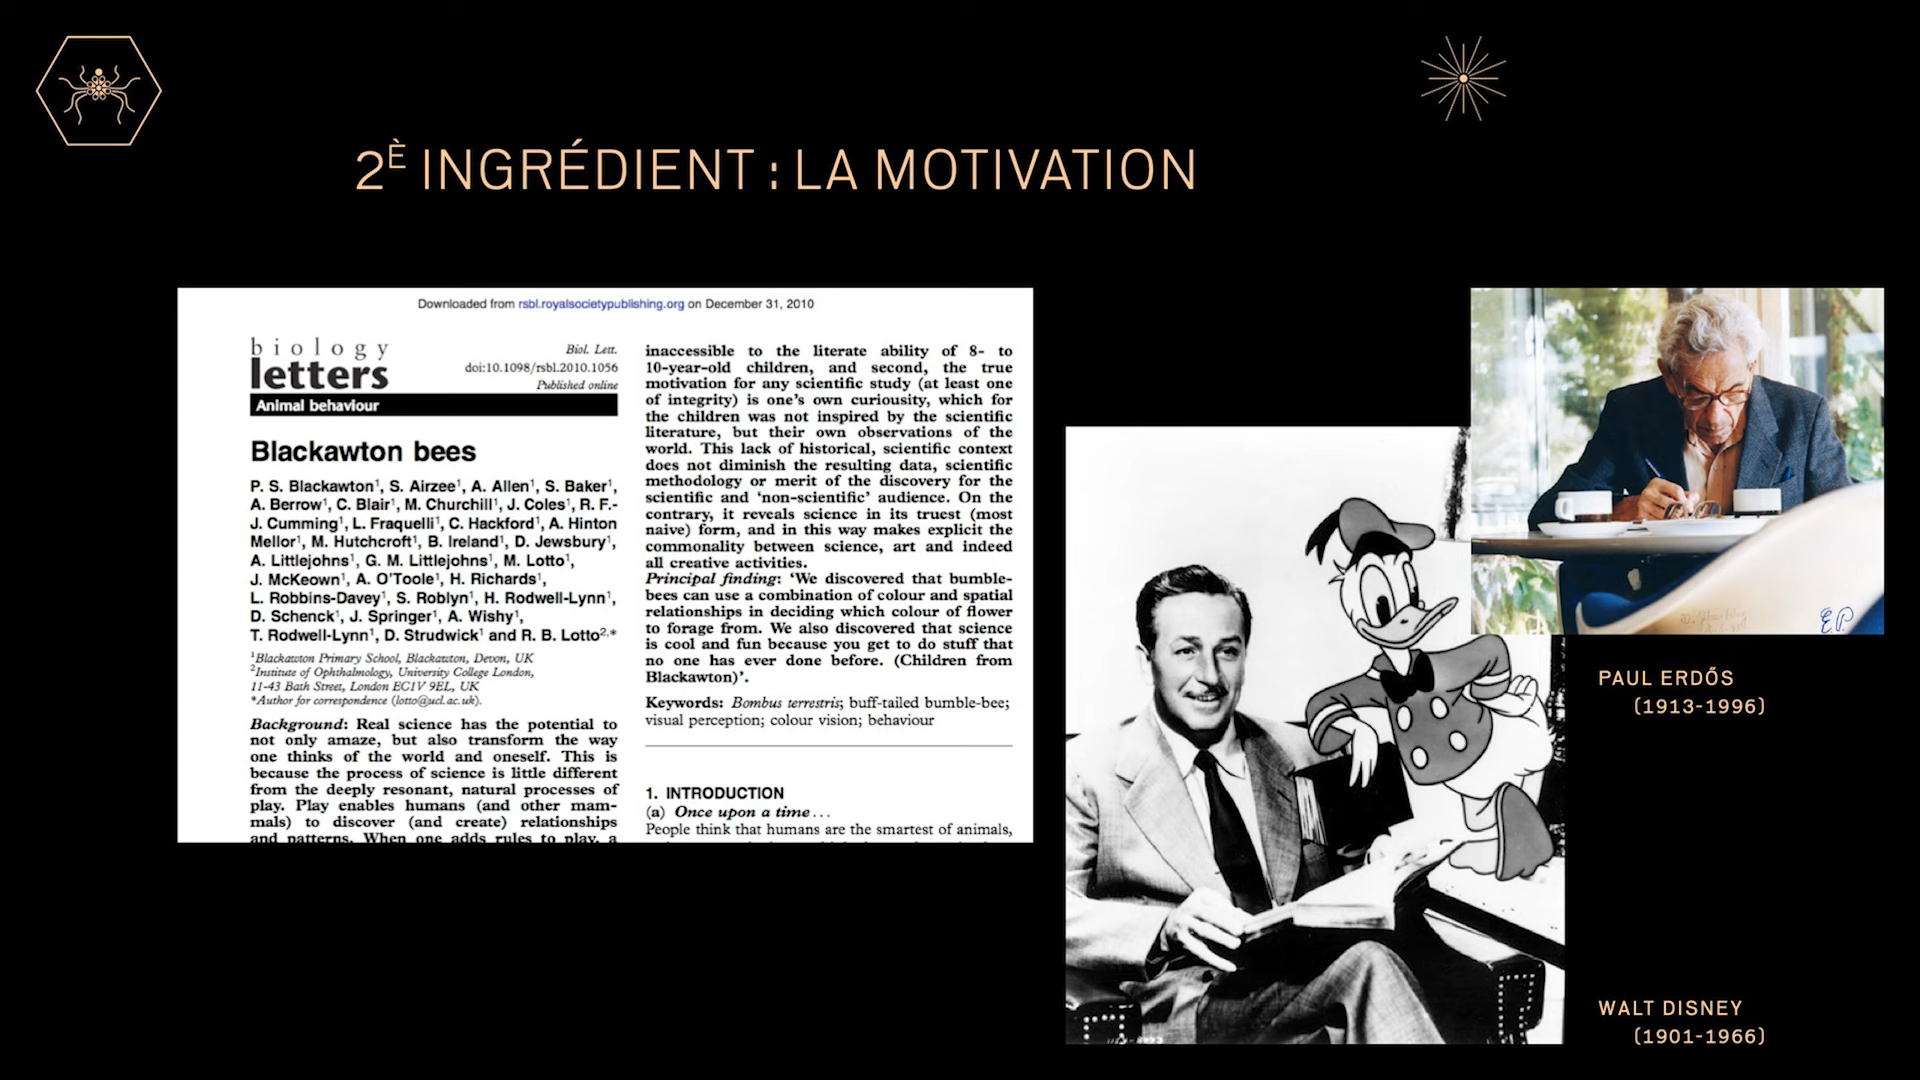 2È INGRÉDIENT : LA MOTIVATION
Downloaded from rsbl.royalsocietypublishing.org on December 31, 2010
biology
letters
Animal behaviour
Biol. Lett.
doi:10.1098/rsbl.2010.1056
Published online
Blackawton bees
P. S. Blackawton¹, S. Airzee¹, A. Allen¹, S. Baker¹,
A. Berrow¹, C. Blair¹, M. Churchill¹, J. Coles¹, R. F.-
J. Cumming¹, L. Fraquelli¹, C. Hackford¹, A. Hinton
Mellor¹, M. Hutchcroft¹, B. Ireland¹, D. Jewsbury¹,
A. Littlejohns¹, G. M. Littlejohns¹, M. Lotto¹,
J. McKeown¹, A. O'Toole¹, H. Richards¹,
L. Robbins-Davey¹, S. Roblyn¹, H. Rodwell-Lynn¹,
D. Schenck¹, J. Springer¹, A. Wishy¹,
T. Rodwell-Lynn¹, D. Strudwick¹ and R. B. Lotto²,*
¹Blackawton Primary School, Blackawton, Devon, UK
²Institute of Ophthalmology, University College London,
11-43 Bath Street, London EC1V 9EL, UK
*Author for correspondence (lotto@ucl.ac.uk).
Background: Real science has the potential to
not only amaze, but also transform the way
one thinks of the world and oneself. This is
because the process of science is little different
from the deeply resonant, natural processes of
play. Play enables humans (and other mam-
mals) to discover (and create) relationships
and patterns. When one adds rules to play, a
inaccessible to the literate ability of 8- to
10-year-old children, and second, the true
motivation for any scientific study (at least one
of integrity) is one's own curiousity, which for
the children was not inspired by the scientific
literature, but their own observations of the
world. This lack of historical, scientific context
does not diminish the resulting data, scientific
methodology or merit of the discovery for the
scientific and 'non-scientific' audience. On the
contrary, it reveals science in its truest (most
naive) form, and in this way makes explicit the
commonality between science, art and indeed
all creative activities.
Principal finding: 'We discovered that bumble-
bees can use a combination of colour and spatial
relationships in deciding which colour of flower
to forage from. We also discovered that science
is cool and fun because you get to do stuff that
no one has ever done before. (Children from
Blackawton)'.
Keywords: Bombus terrestris; buff-tailed bumble-bee;
visual perception; colour vision; behaviour
1. INTRODUCTION
(a) Once upon a time...
People think that humans are the smartest of animals,
EP
PAUL ERDŐS
(1913-1996)
WALT DISNEY
(1901-1966)